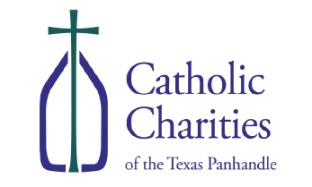 Catholic
Charities
of the Texas Panhandle